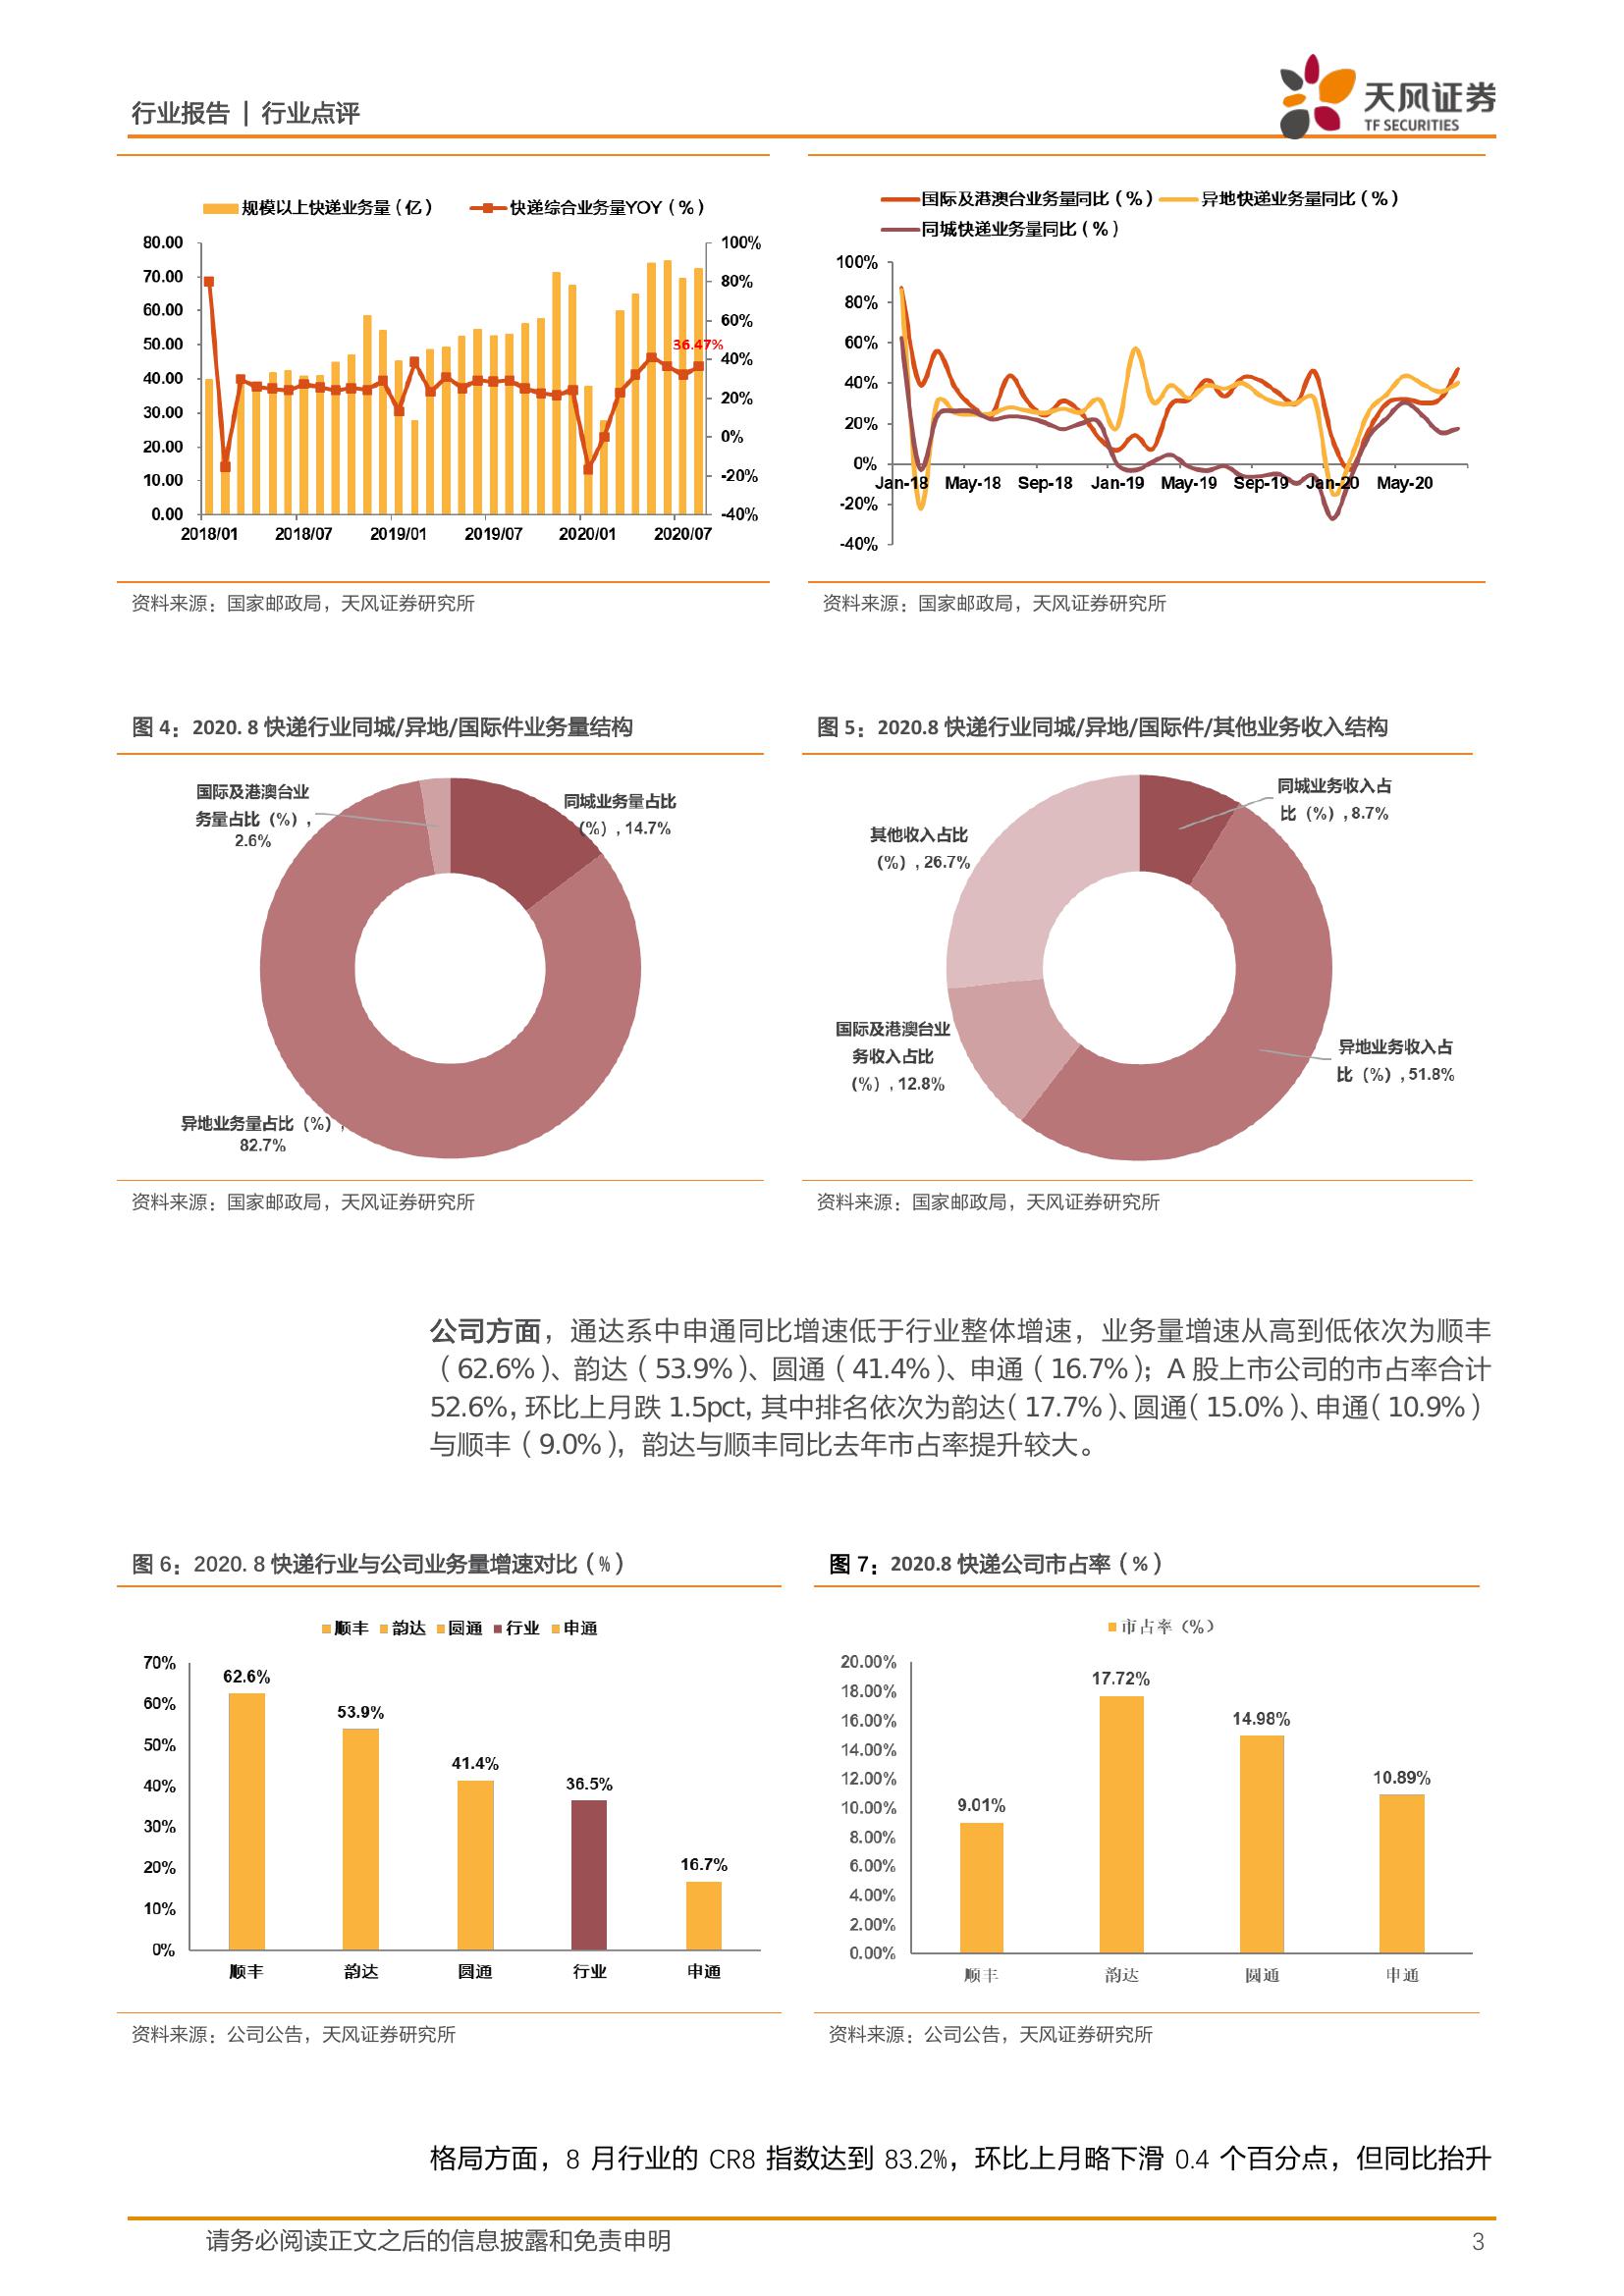 行业报告 | 行业点评
天风证券
TF SECURITIES
规模以上快递业务量（亿） 快递综合业务量YOY（%）
80.00
70.00
60.00
50.00
40.00
30.00
20.00
10.00
0.00
100%
80%
60%
40%
20%
0%
-20%
-40%
36.47%
2018/01 2018/07 2019/01 2019/07 2020/01 2020/07
资料来源：国家邮政局，天风证券研究所
国际及港澳台业务量同比（%） 异地快递业务量同比（%）
同城快递业务量同比（%）
100%
80%
60%
40%
20%
0%
-20%
-40%
Jan-18 May-18 Sep-18 Jan-19 May-19 Sep-19 Jan-20 May-20
资料来源：国家邮政局，天风证券研究所
图 4：2020. 8 快递行业同城/异地/国际件业务量结构
国际及港澳台业
务量占比（%）,
2.6%
同城业务量占比
（%）, 14.7%
异地业务量占比（%）,
82.7%
资料来源：国家邮政局，天风证券研究所
图 5：2020.8 快递行业同城/异地/国际件/其他业务收入结构
同城业务收入占
比（%）, 8.7%
其他收入占比
（%）, 26.7%
国际及港澳台业
务收入占比
（%）, 12.8%
异地业务收入占
比（%）, 51.8%
资料来源：国家邮政局，天风证券研究所
公司方面，通达系中申通同比增速低于行业整体增速，业务量增速从高到低依次为顺丰
（62.6%）、韵达（53.9%）、圆通（41.4%）、申通（16.7%）；A 股上市公司的市占率合计
52.6%，环比上月跌 1.5pct，其中排名依次为韵达（17.7%）、圆通（15.0%）、申通（10.9%）
与顺丰（9.0%），韵达与顺丰同比去年市占率提升较大。
图 6：2020. 8 快递行业与公司业务量增速对比（%）
顺丰 韵达 圆通 行业 申通
70%
60%
50%
40%
30%
20%
10%
0%
62.6%
53.9%
41.4%
36.5%
16.7%
顺丰 韵达 圆通 行业 申通
资料来源：公司公告，天风证券研究所
图 7：2020.8 快递公司市占率（%）
市占率（%）
20.00%
18.00%
16.00%
14.00%
12.00%
10.00%
8.00%
6.00%
4.00%
2.00%
0.00%
9.01%
17.72%
14.98%
10.89%
顺丰 韵达 圆通 申通
资料来源：公司公告，天风证券研究所
格局方面，8 月行业的 CR8 指数达到 83.2%，环比上月略下滑 0.4 个百分点，但同比抬升
请务必阅读正文之后的信息披露和免责申明 3